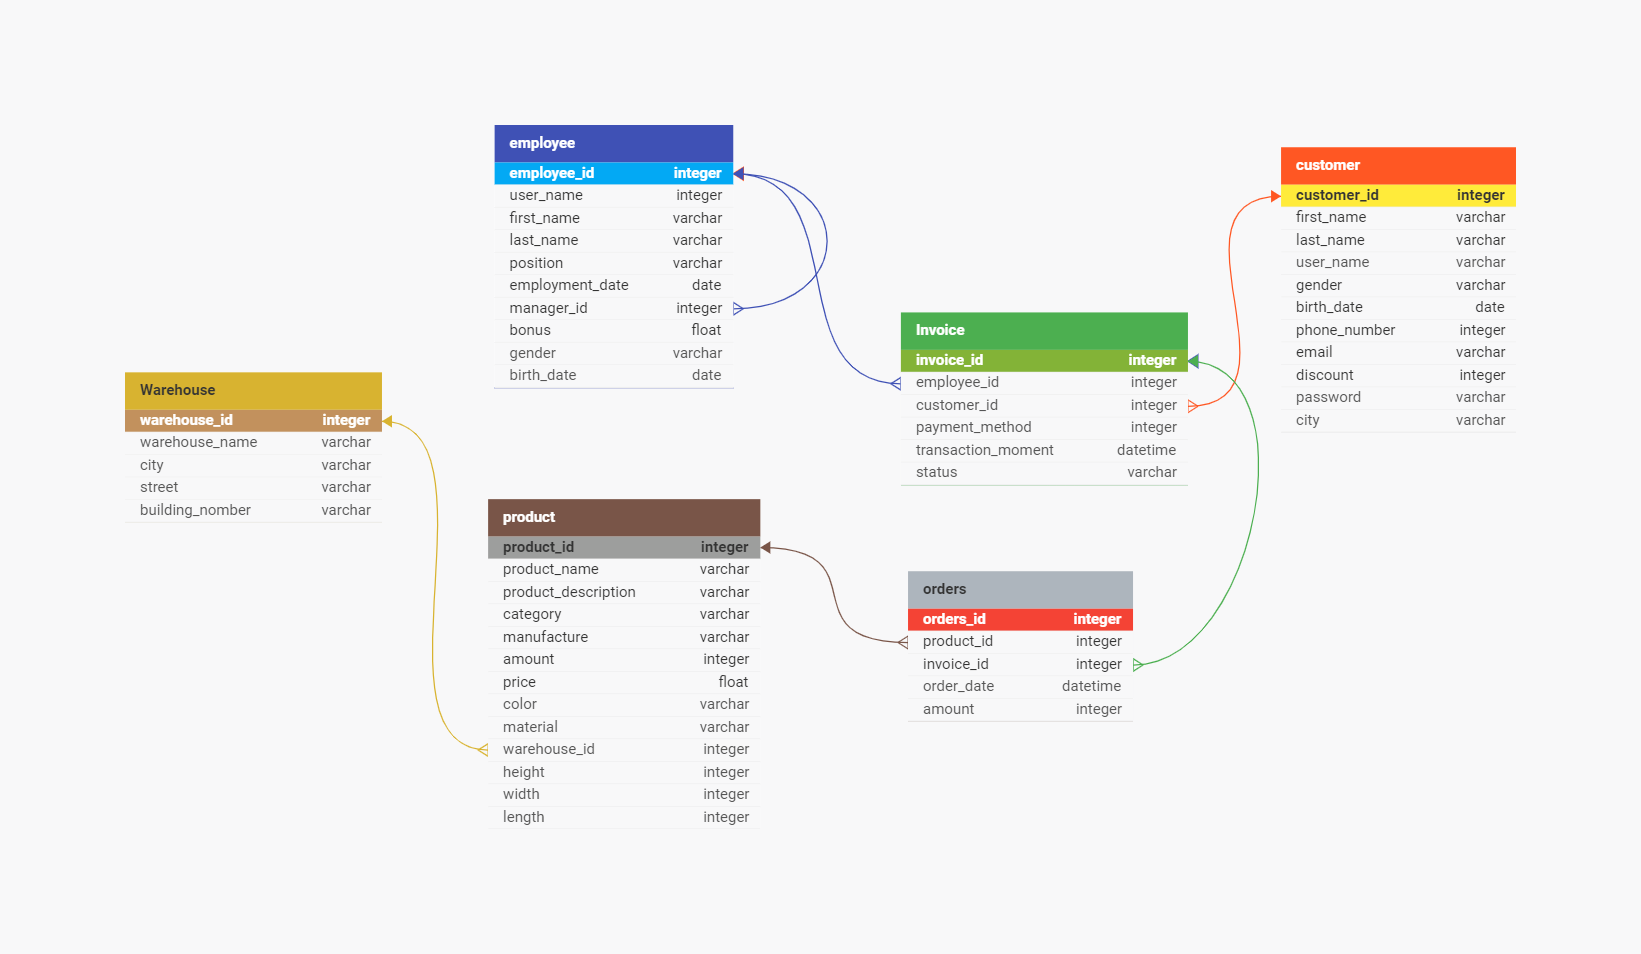 employee
employee_id integer
user_name integer
first_name varchar
last_name varchar
position varchar
employment_date date
manager_id integer
bonus float
gender varchar
birth_date date
customer
customer_id integer
first_name varchar
last_name varchar
user_name varchar
gender varchar
birth_date date
phone_number integer
email varchar
discount integer
password varchar
city varchar
Invoice
invoice_id integer
employee_id integer
customer_id integer
payment_method integer
transaction_moment datetime
status varchar
Warehouse
warehouse_id integer
warehouse_name varchar
city varchar
street varchar
building_nomber varchar
product
product_id integer
product_name varchar
product_description varchar
category varchar
manufacture varchar
amount integer
price float
color varchar
material varchar
warehouse_id integer
height integer
width integer
length integer
orders
orders_id integer
product_id integer
invoice_id integer
order_date datetime
amount integer